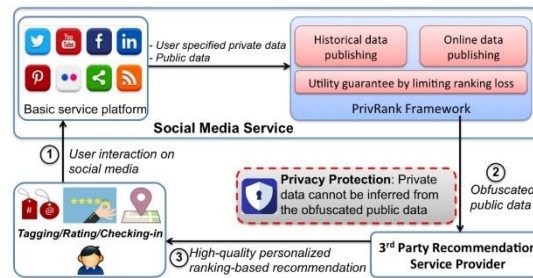 You
Tube
f
in
- User specified private data
- Public data
Basic service platform
Historical data
publishing
Online data
publishing
Utility guarantee by limiting ranking loss
PrivRank Framework
Social Media Service
1
User interaction on
social media
Privacy Protection: Private
data cannot be inferred
from the obfuscated public data
2
Obfuscated
public data
# @
Tagging/Rating/Checking-in
3
High-quality personalized
ranking-based recommendation
3rd Party Recommendation
Service Provider